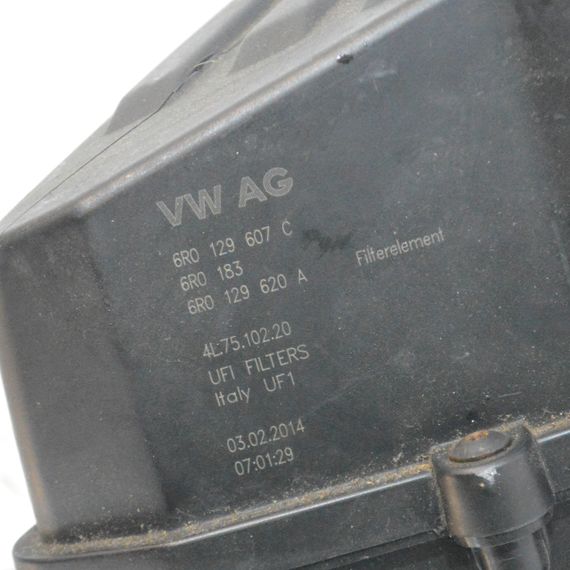 VW AG
6R0 129 607 C
6R0 183
6R0 129 620 A
Filterelement
4L75.102.20
UFI FILTERS
Italy UF1
03.02.2014
07:01:29